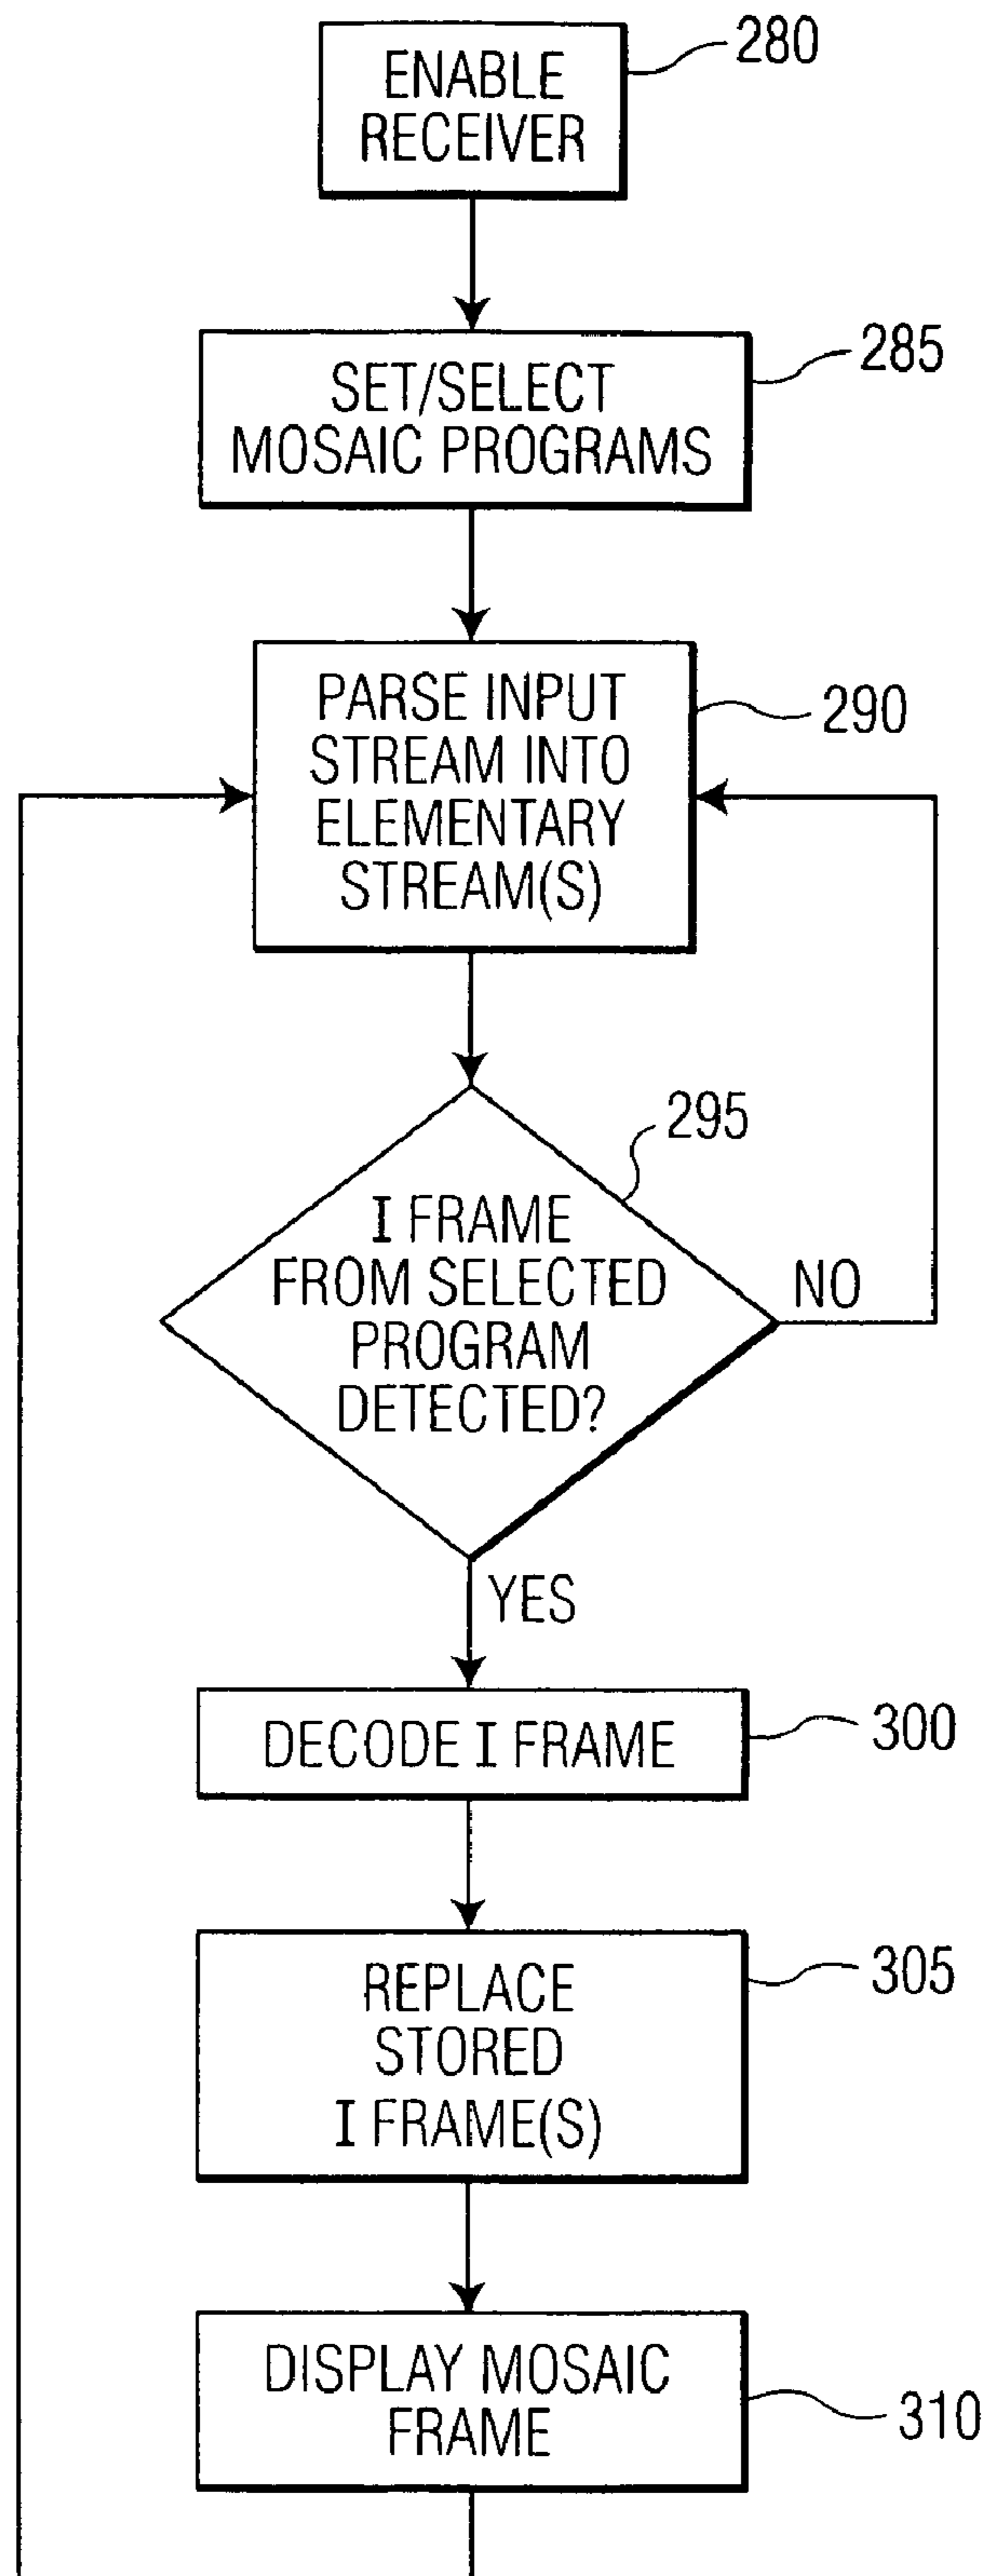 ENABLE
RECEIVER
280
SET/SELECT
MOSAIC PROGRAMS
285
PARSE INPUT
STREAM INTO
ELEMENTARY
STREAM(S)
290
I FRAME
FROM SELECTED
PROGRAM
DETECTED?
295
NO
YES
DECODE I FRAME
300
REPLACE
STORED
I FRAME(S)
305
DISPLAY MOSAIC
FRAME
310